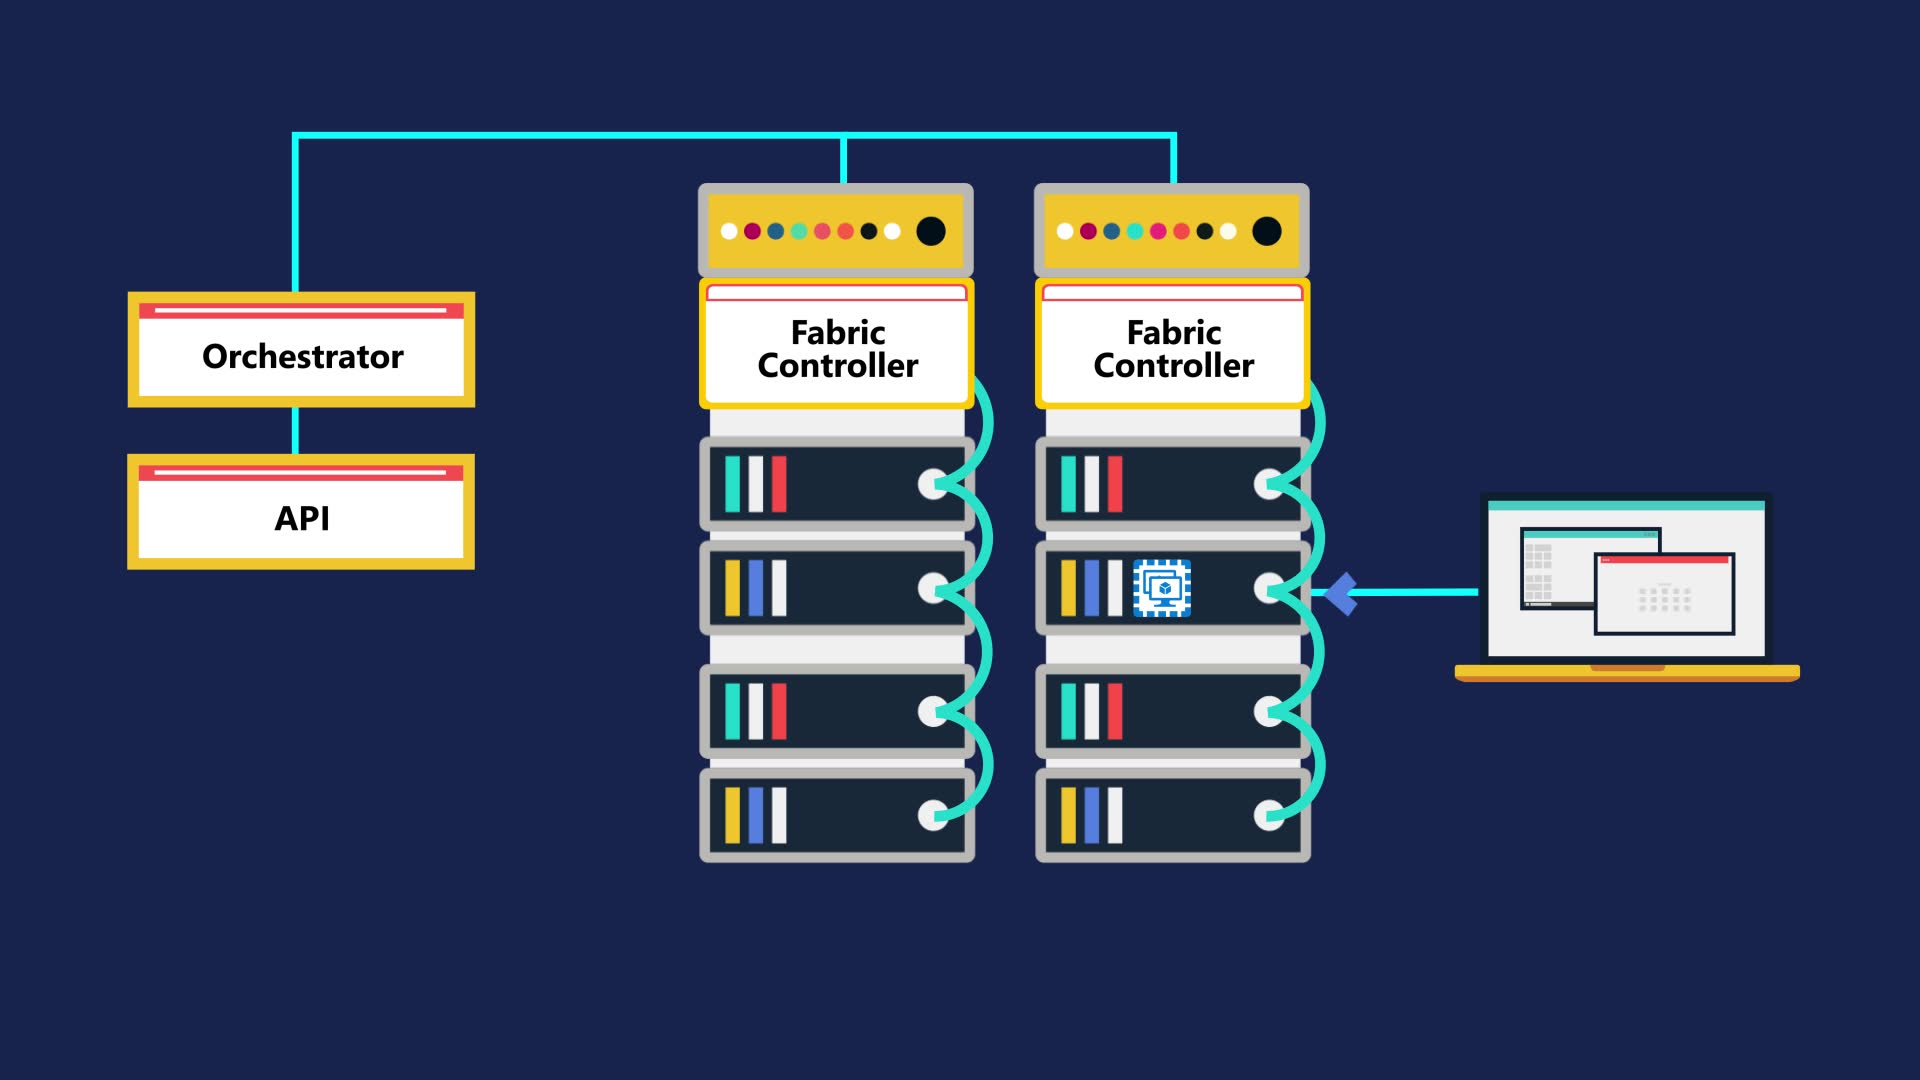 Orchestrator
API
Fabric
Controller
Fabric
Controller